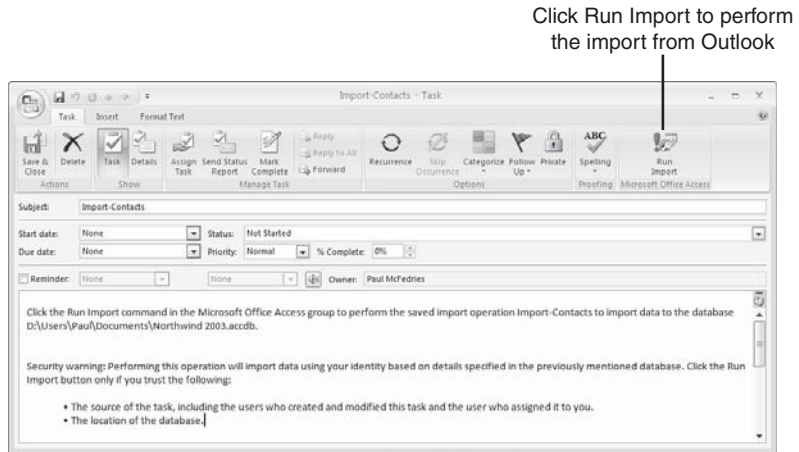 Click Run Import to perform
the import from Outlook
Import-Contacts - Task
Task Insert Format Text
Save & Close
Delete
Task
Details
Assign Task
Send Status Report
Mark Complete
Reply
Reply to All
Forward
Recurrence
Skip Occurrence
Categorize
Follow Up
Private
ABC
Spelling
Run Import
Actions Show Manage Task Options Proofing Microsoft Office Access
Subject: Import-Contacts
Start date: None Status: Not Started
Due date: None Priority: Normal % Complete: 0%
Reminder: None None Owner: Paul McFedries
Click the Run Import command in the Microsoft Office Access group to perform the saved import operation Import-Contacts to import data to the database
D:\Users\Paul\Documents\Northwind 2003.accdb.
Security warning: Performing this operation will import data using your identity based on details specified in the previously mentioned database. Click the Run
Import button only if you trust the following:
• The source of the task, including the users who created and modified this task and the user who assigned it to you.
• The location of the database.